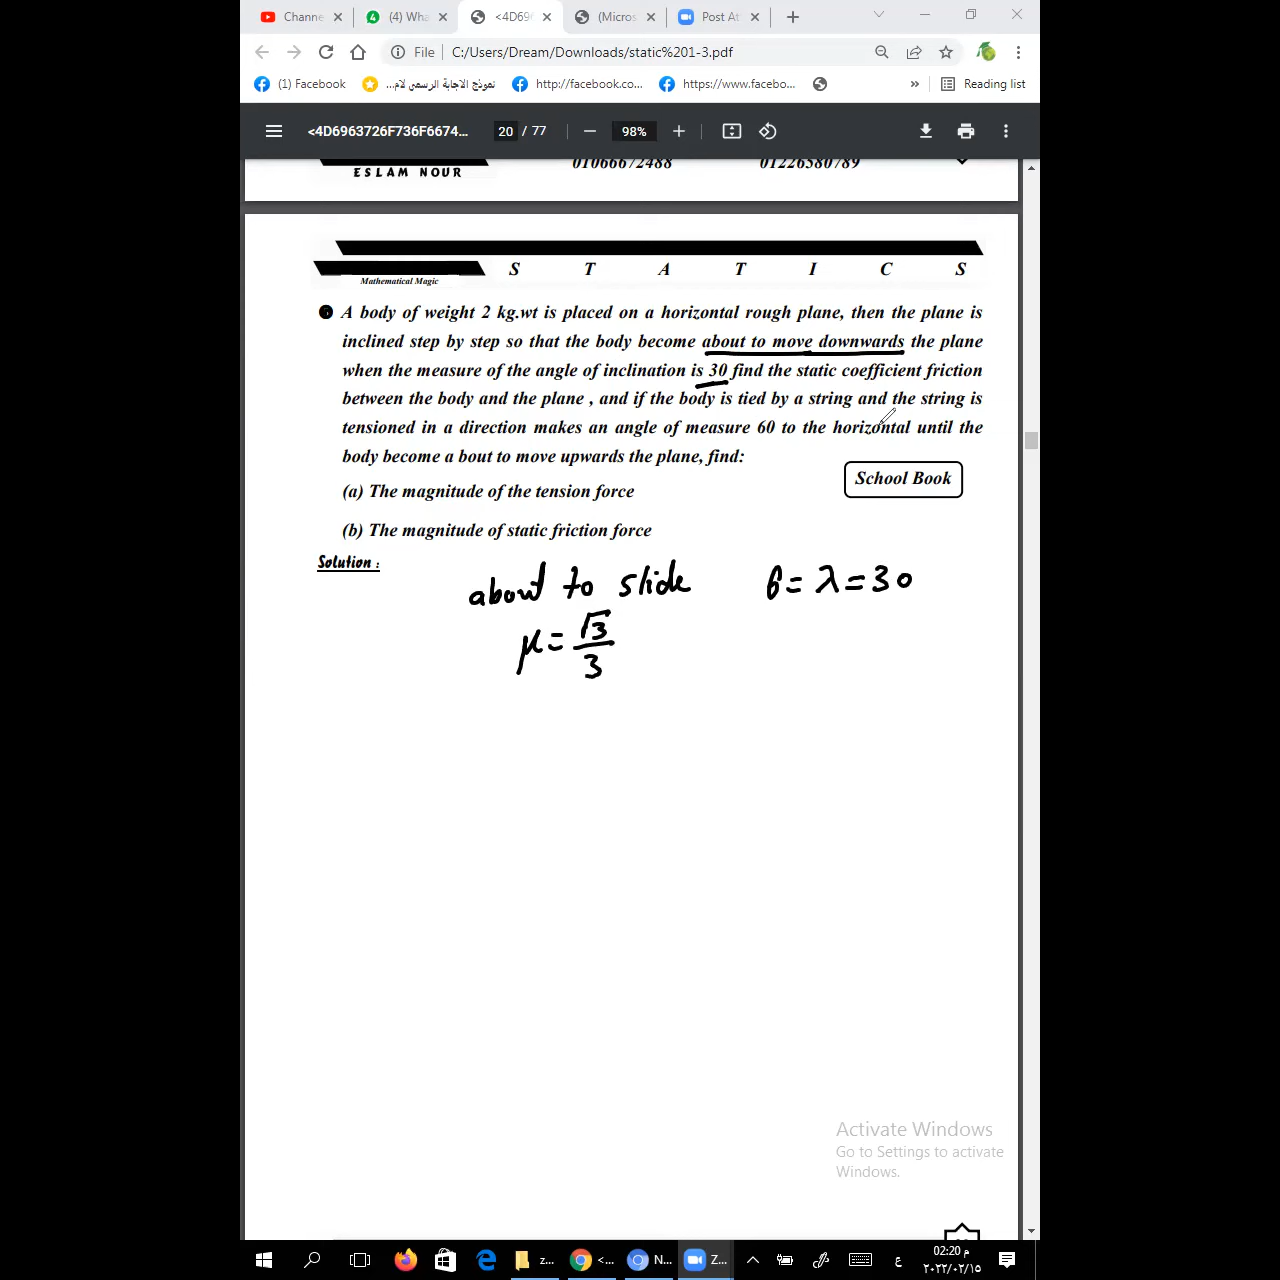 Channe
(4) Wha
<4D69
(Micros
Post At
File
C:/Users/Dream/Downloads/static%201-3.pdf
(1) Facebook
نموذج الاجابة الرسمى لام...
http://facebook.co...
https://www.facebo...
»
Reading list
<4D6963726F736F6674...
20 / 77
98%
ESLAM NOUR
01066672488
01226580789
S T A T I C S
Mathematical Magic
A body of weight 2 kg.wt is placed on a horizontal rough plane, then the plane is
inclined step by step so that the body become about to move downwards the plane
when the measure of the angle of inclination is 30 find the static coefficient friction
between the body and the plane , and if the body is tied by a string and the string is
tensioned in a direction makes an angle of measure 60 to the horizontal until the
body become a bout to move upwards the plane, find:
School Book
(a) The magnitude of the tension force
(b) The magnitude of static friction force
Solution :
about to slide θ = λ = 30
μ = √3/3
Activate Windows
Go to Settings to activate
Windows.
z...
<...
N...
Z...
ع
02:20 م
٢٠٢٢/٠٢/١٥